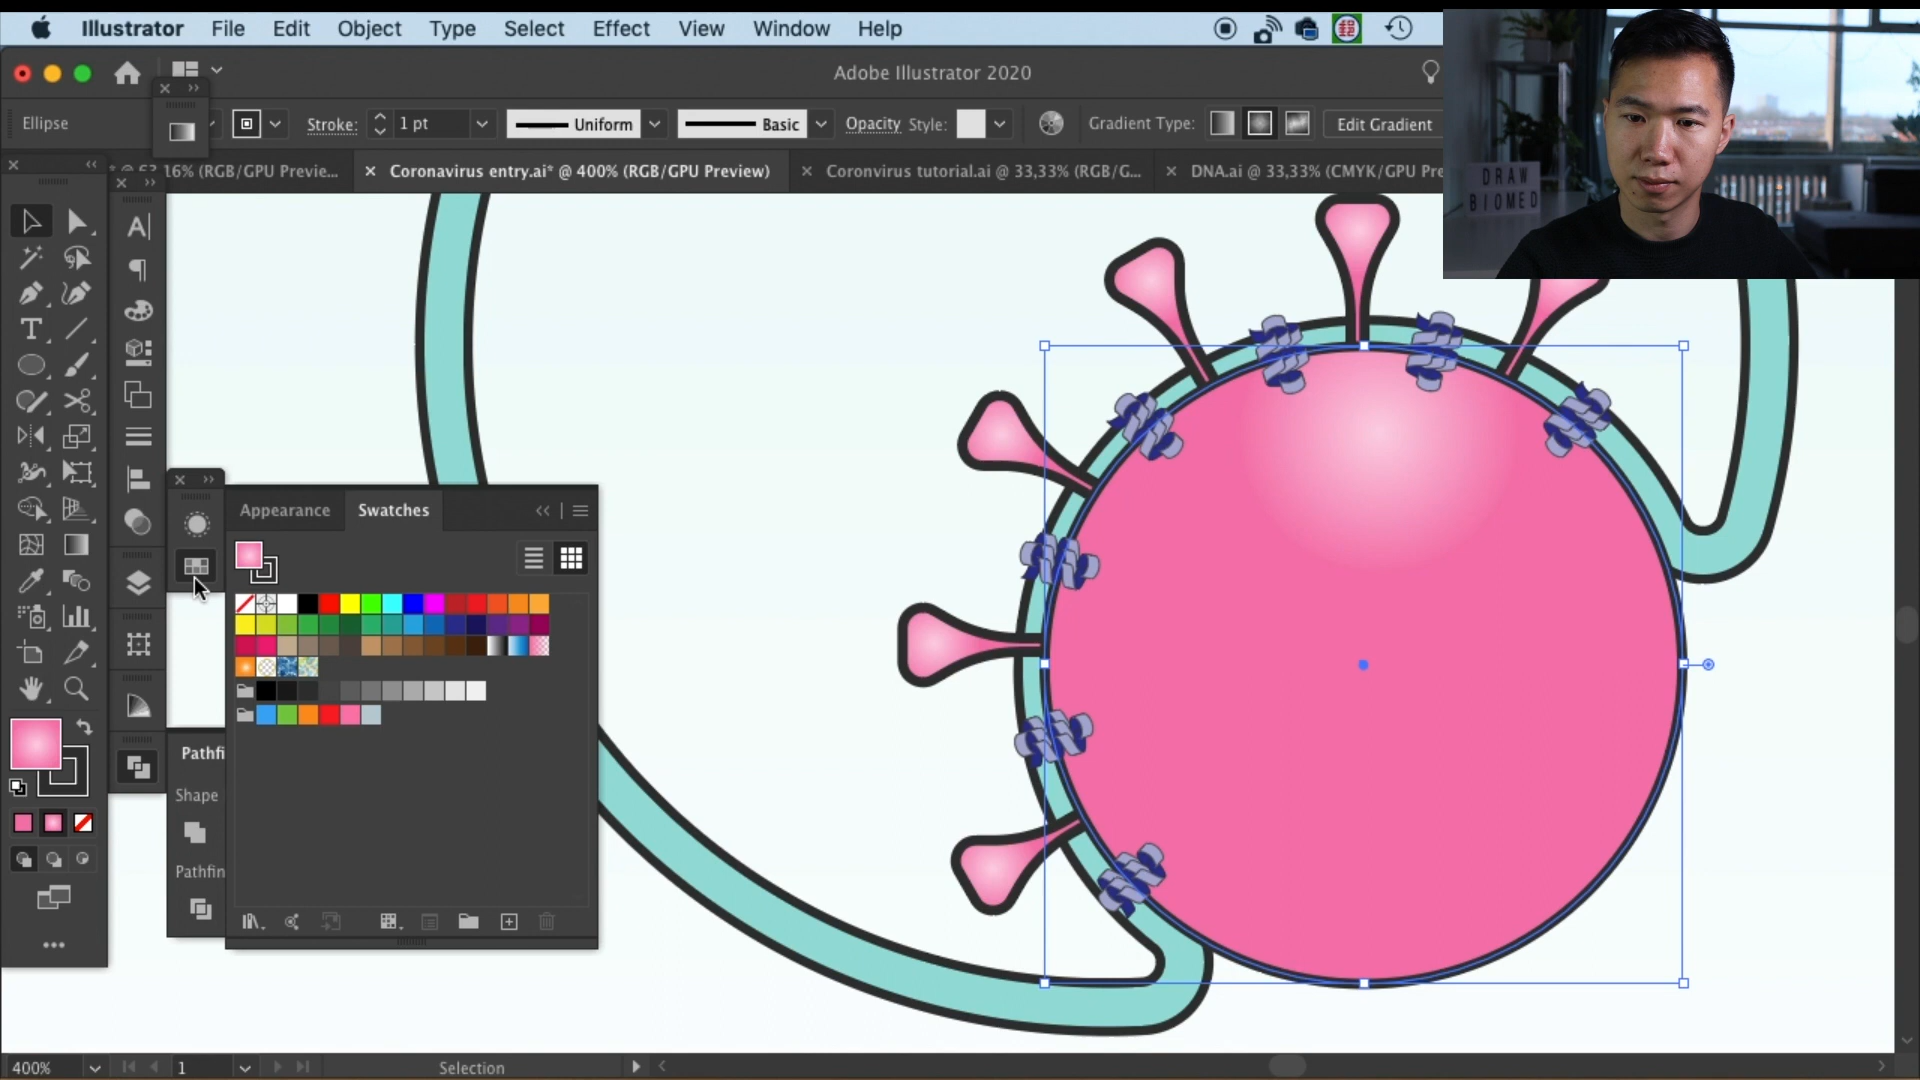 Illustrator File Edit Object Type Select Effect View Window Help
Adobe Illustrator 2020
Ellipse Stroke: 1 pt Uniform Basic Opacity Style: Gradient Type: Edit Gradient
16% (RGB/GPU Previe... × Coronavirus entry.ai* @ 400% (RGB/GPU Preview) × Coronvirus tutorial.ai @ 33,33% (RGB/G... × DNA.ai @ 33,33% (CMYK/GPU Pre
DRAW
BIOMED
Appearance Swatches
Pathfi
Shape
Pathfin
400% 1 Selection